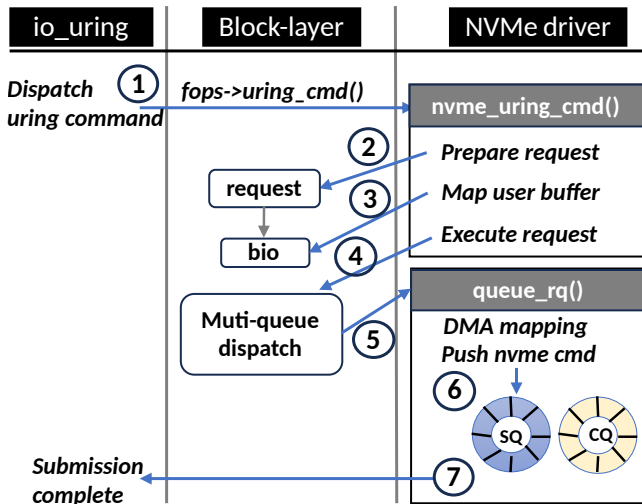 io_uring
Block-layer
NVMe driver
Dispatch
uring command
1
fops->uring_cmd()
nvme_uring_cmd()
2
Prepare request
request
3
Map user buffer
bio
4
Execute request
queue_rq()
Muti-queue
dispatch
5
DMA mapping
Push nvme cmd
6
SQ
CQ
Submission
complete
7